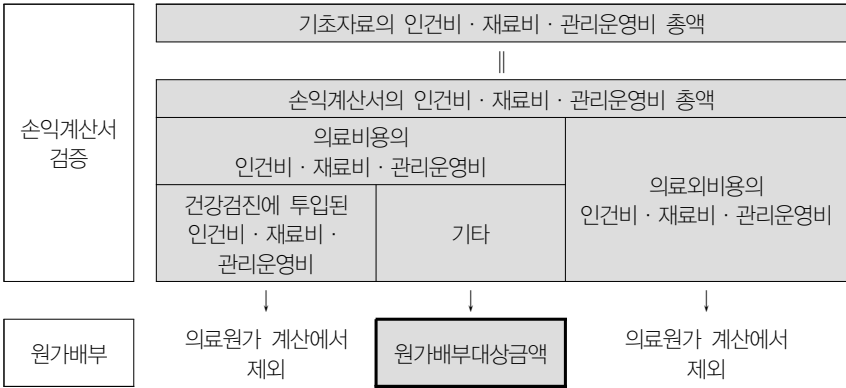 기초자료의 인건비 · 재료비 · 관리운영비 총액
||
손익계산서의 인건비 · 재료비 · 관리운영비 총액
손익계산서
검증
의료비용의
인건비 · 재료비 · 관리운영비
의료외비용의
인건비 · 재료비 · 관리운영비
건강검진에 투입된
인건비 · 재료비 ·
관리운영비
기타
원가배부
의료원가 계산에서
제외
원가배부대상금액
의료원가 계산에서
제외